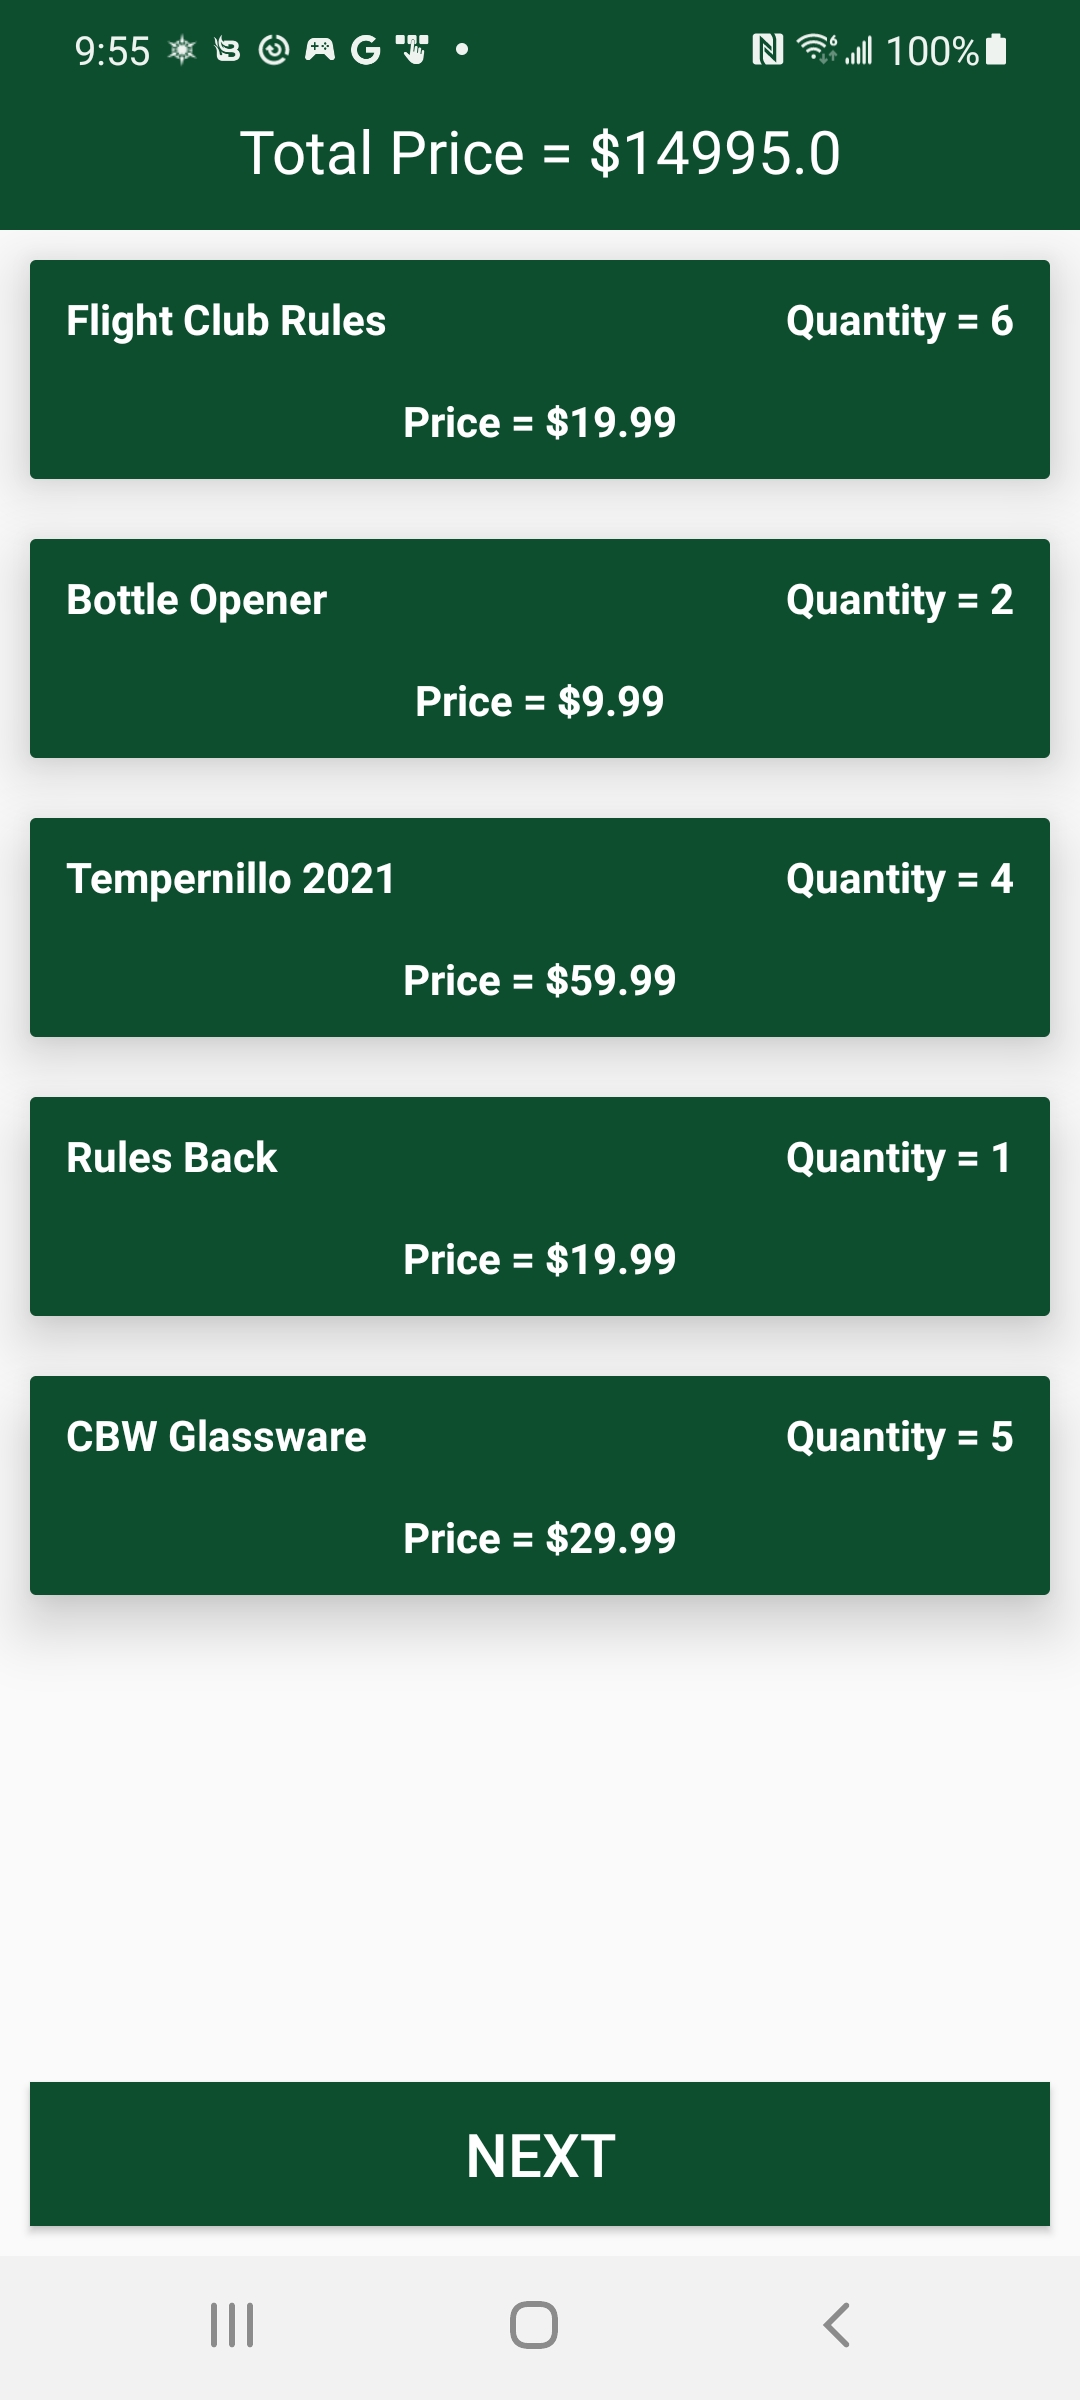 9:55 100%
Total Price = $14995.0
Flight Club Rules Quantity = 6
Price = $19.99
Bottle Opener Quantity = 2
Price = $9.99
Tempernillo 2021 Quantity = 4
Price = $59.99
Rules Back Quantity = 1
Price = $19.99
CBW Glassware Quantity = 5
Price = $29.99
NEXT